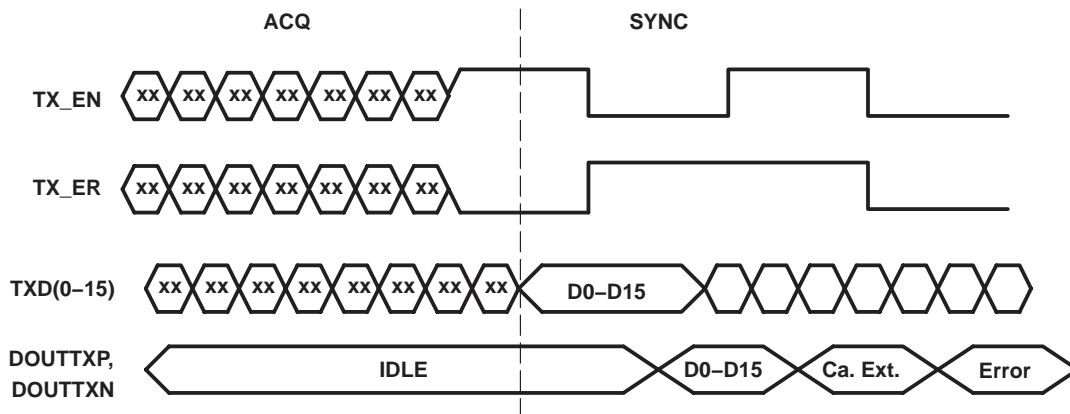 ACQ SYNC
TX_EN xx xx xx xx xx xx xx
TX_ER xx xx xx xx xx xx xx
TXD(0–15) xx xx xx xx xx xx xx xx D0–D15
DOUTTXP,
DOUTTXN
IDLE D0–D15 Ca. Ext. Error